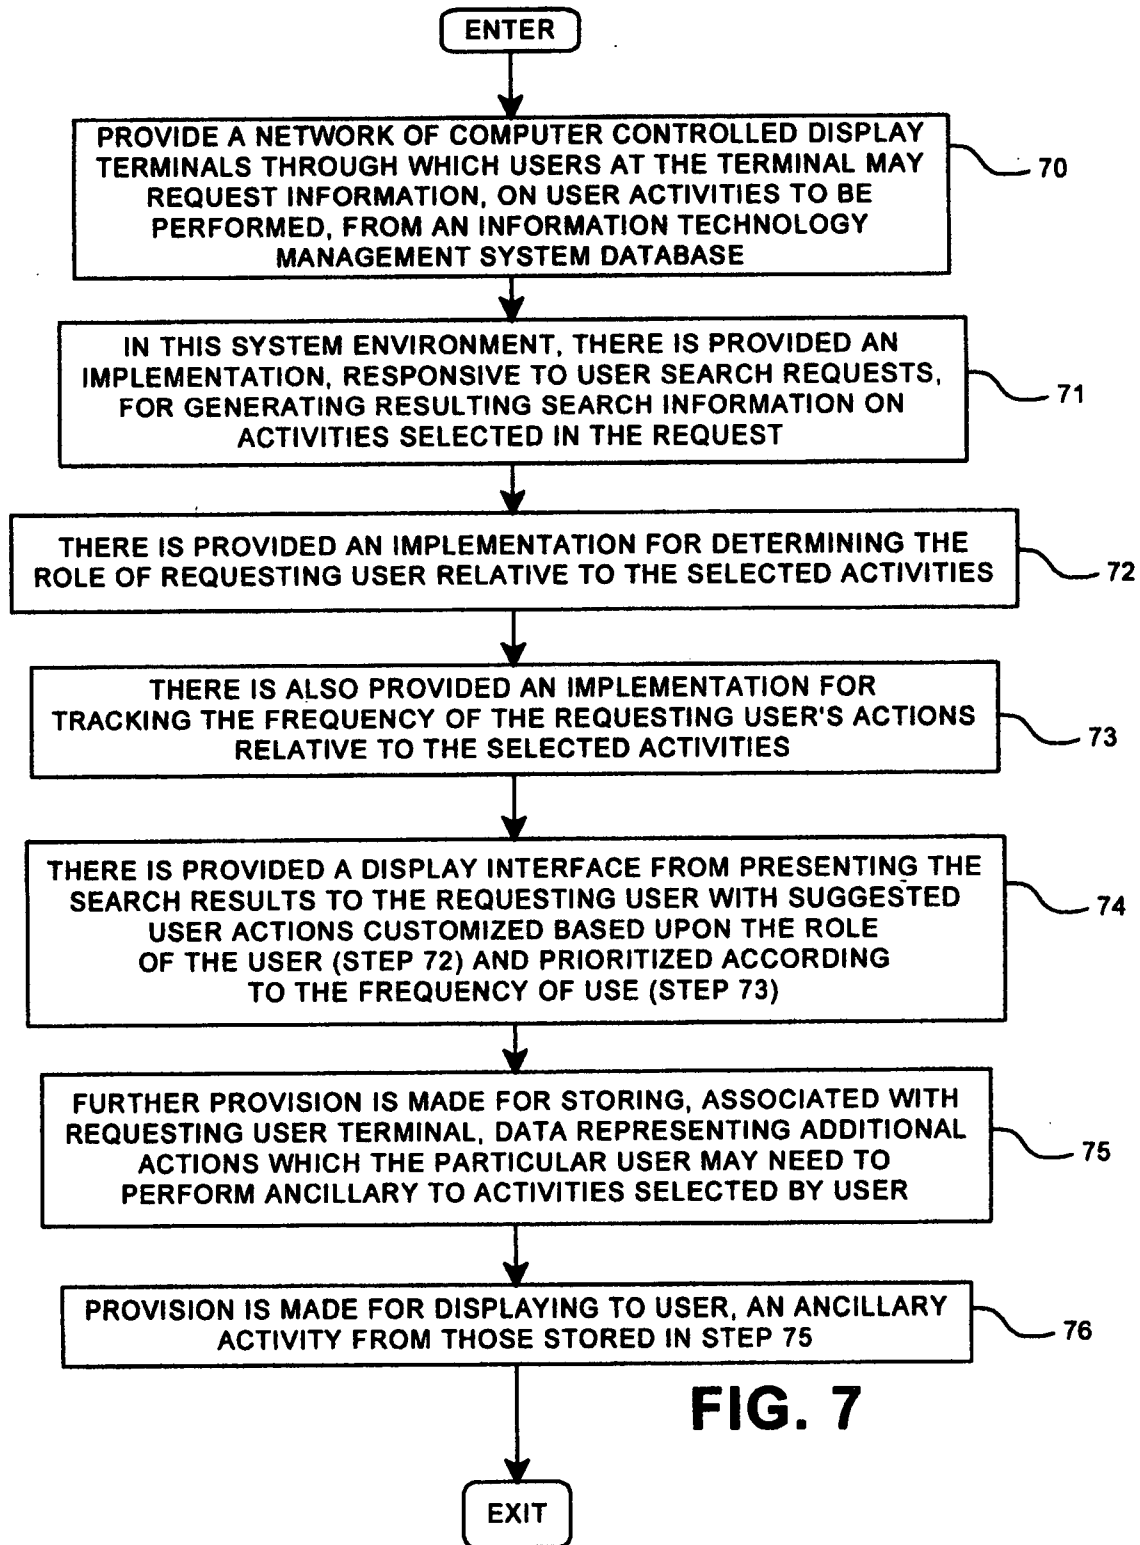 ENTER
PROVIDE A NETWORK OF COMPUTER CONTROLLED DISPLAY
TERMINALS THROUGH WHICH USERS AT THE TERMINAL MAY
REQUEST INFORMATION, ON USER ACTIVITIES TO BE
PERFORMED, FROM AN INFORMATION TECHNOLOGY
MANAGEMENT SYSTEM DATABASE
70
IN THIS SYSTEM ENVIRONMENT, THERE IS PROVIDED AN
IMPLEMENTATION, RESPONSIVE TO USER SEARCH REQUESTS,
FOR GENERATING RESULTING SEARCH INFORMATION ON
ACTIVITIES SELECTED IN THE REQUEST
71
THERE IS PROVIDED AN IMPLEMENTATION FOR DETERMINING THE
ROLE OF REQUESTING USER RELATIVE TO THE SELECTED ACTIVITIES
72
THERE IS ALSO PROVIDED AN IMPLEMENTATION FOR
TRACKING THE FREQUENCY OF THE REQUESTING USER'S ACTIONS
RELATIVE TO THE SELECTED ACTIVITIES
73
THERE IS PROVIDED A DISPLAY INTERFACE FROM PRESENTING THE
SEARCH RESULTS TO THE REQUESTING USER WITH SUGGESTED
USER ACTIONS CUSTOMIZED BASED UPON THE ROLE
OF THE USER (STEP 72) AND PRIORITIZED ACCORDING
TO THE FREQUENCY OF USE (STEP 73)
74
FURTHER PROVISION IS MADE FOR STORING, ASSOCIATED WITH
REQUESTING USER TERMINAL, DATA REPRESENTING ADDITIONAL
ACTIONS WHICH THE PARTICULAR USER MAY NEED TO
PERFORM ANCILLARY TO ACTIVITIES SELECTED BY USER
75
PROVISION IS MADE FOR DISPLAYING TO USER, AN ANCILLARY
ACTIVITY FROM THOSE STORED IN STEP 75
76
FIG. 7
EXIT